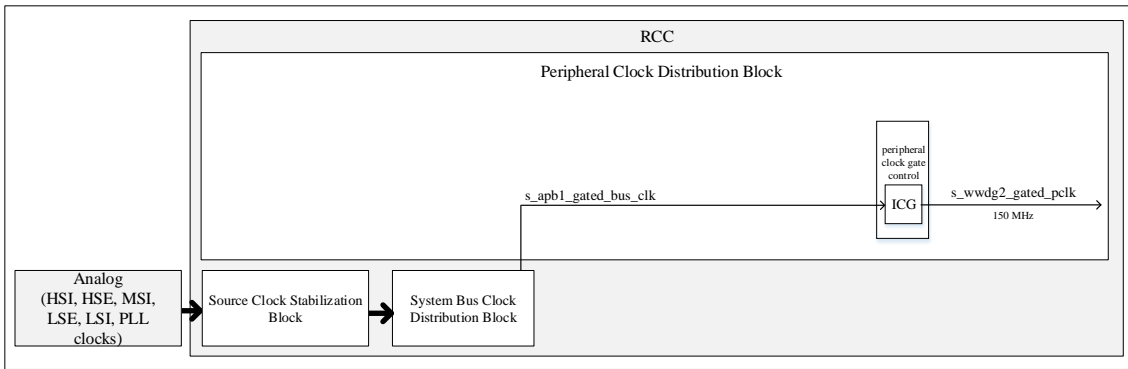 RCC
Peripheral Clock Distribution Block
peripheral
clock gate
control
s_apb1_gated_bus_clk
ICG
s_wwdg2_gated_pclk
150 MHz
Analog
(HSI, HSE, MSI,
LSE, LSI, PLL
clocks)
Source Clock Stabilization
Block
System Bus Clock
Distribution Block